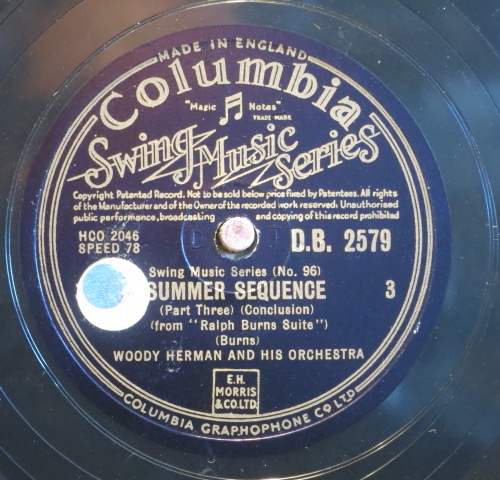 MADE IN ENGLAND
Columbia
"Magic Notes"
TRADE MARK
Swing Music Series
Copyright Patented Record. Not to be sold below price fixed by Patentees. All rights
of the Manufacturer and of the Owner of the recorded work reserved. Unauthorised
public performance, broadcasting and copying of this record prohibited
HCO 2046
SPEED 78
D.B. 2579
Swing Music Series (No. 96)
SUMMER SEQUENCE 3
(Part Three) (Conclusion)
(from "Ralph Burns Suite")
(Burns)
WOODY HERMAN AND HIS ORCHESTRA
E.H.
MORRIS
& CO. LTD.
COLUMBIA GRAPHOPHONE CO. LTD.